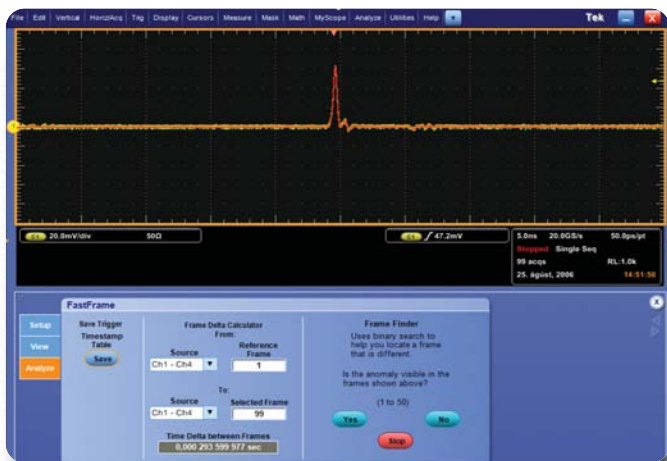 File Edit Vertical Horiz/Acq Trig Display Cursors Measure Mask Math MyScope Analyze Utilities Help Tek X
C1 20.0mV/div 50Ω
C1 47.2mV
5.0ns 20.0GS/s 50.0ps/pt
Stopped Single Seq
99 acqs RL:1.0k
25. ágúst, 2006 14:51:50
FastFrame
X
Setup
View
Analyze
Save Trigger
Timestamp
Table
Save
Frame Delta Calculator
From:
Source
Reference
Frame
Ch1 - Ch4
1
To:
Source
Selected Frame
Ch1 - Ch4
99
Time Delta between Frames
0,000 293 599 977 sec
Frame Finder
Uses binary search to
help you locate a frame
that is different.
Is the anomaly visible in the
frames shown above?
(1 to 50)
Yes
No
Stop